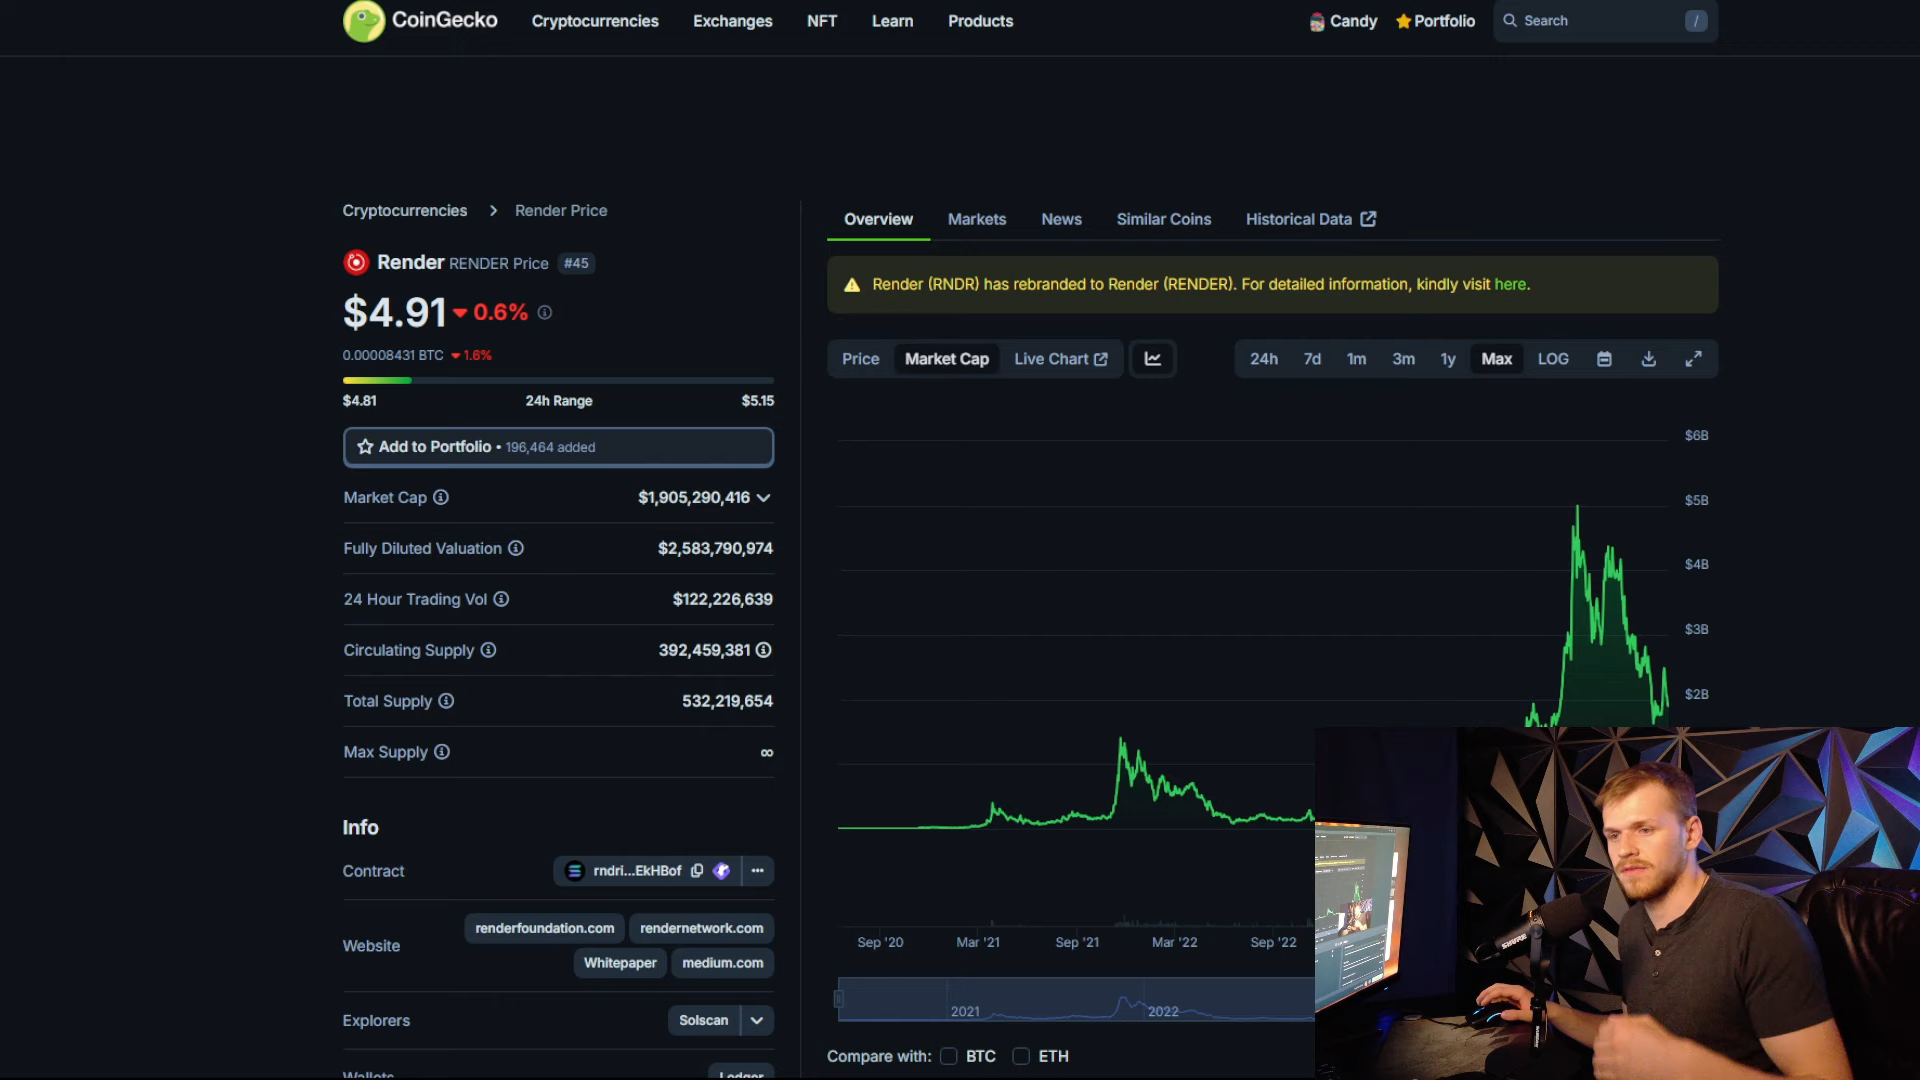 CoinGecko
Cryptocurrencies Exchanges NFT Learn Products
Candy Portfolio Search /
Cryptocurrencies > Render Price
Render RENDER Price #45
$4.91 0.6%
0.00008431 BTC 1.6%
$4.81 24h Range $5.15
Add to Portfolio • 196,464 added
Market Cap $1,905,290,416
Fully Diluted Valuation $2,583,790,974
24 Hour Trading Vol $122,226,639
Circulating Supply 392,459,381
Total Supply 532,219,654
Max Supply ∞
Info
Contract rndri...EkHBof
Website renderfoundation.com rendernetwork.com
Whitepaper medium.com
Explorers Solscan
Wallets Ledger
Overview Markets News Similar Coins Historical Data
Render (RNDR) has rebranded to Render (RENDER). For detailed information, kindly visit here.
Price Market Cap Live Chart 24h 7d 1m 3m 1y Max LOG
$6B
$5B
$4B
$3B
$2B
Sep '20 Mar '21 Sep '21 Mar '22 Sep '22
2021 2022
Compare with: BTC ETH
SHURE